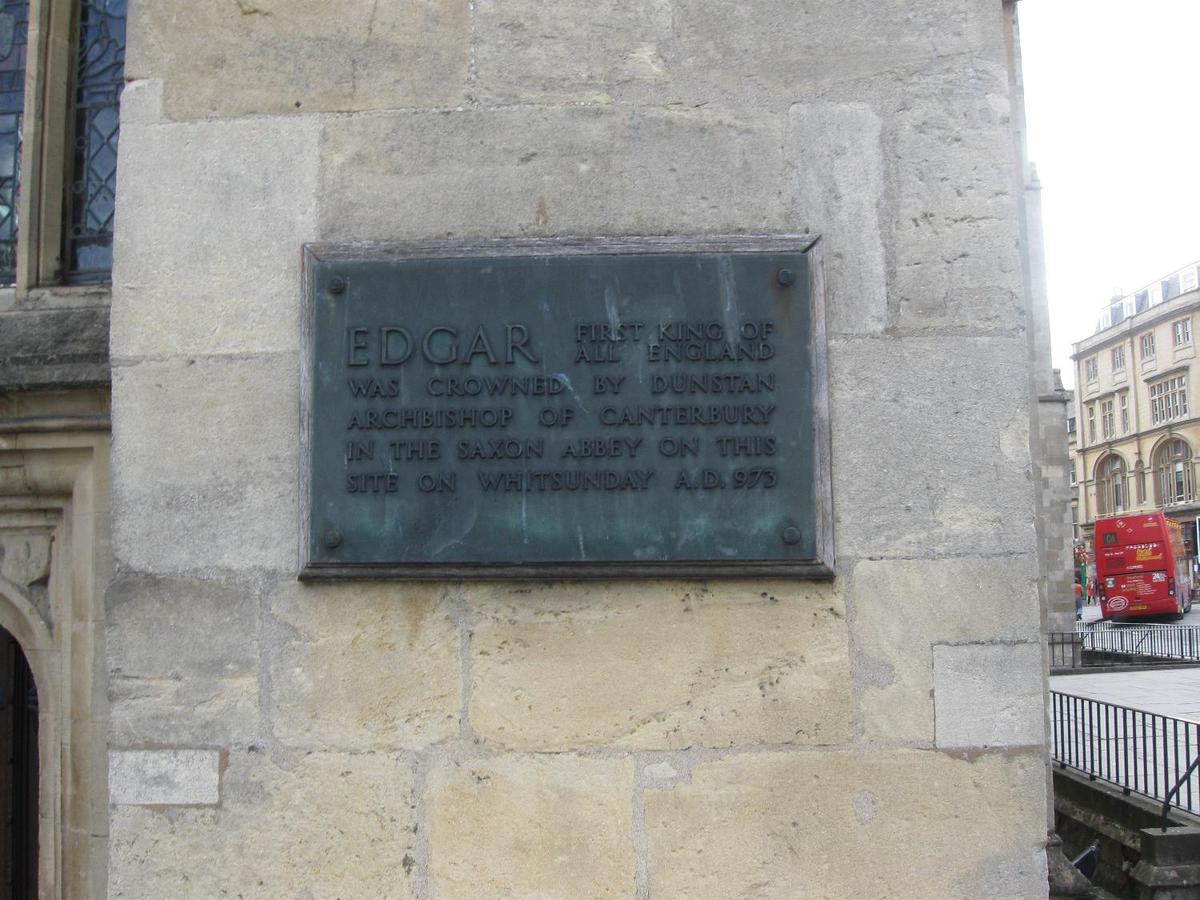 EDGAR FIRST KING OF
ALL ENGLAND
WAS CROWNED BY DUNSTAN
ARCHBISHOP OF CANTERBURY
IN THE SAXON ABBEY ON THIS
SITE ON WHITSUNDAY A.D. 973
24